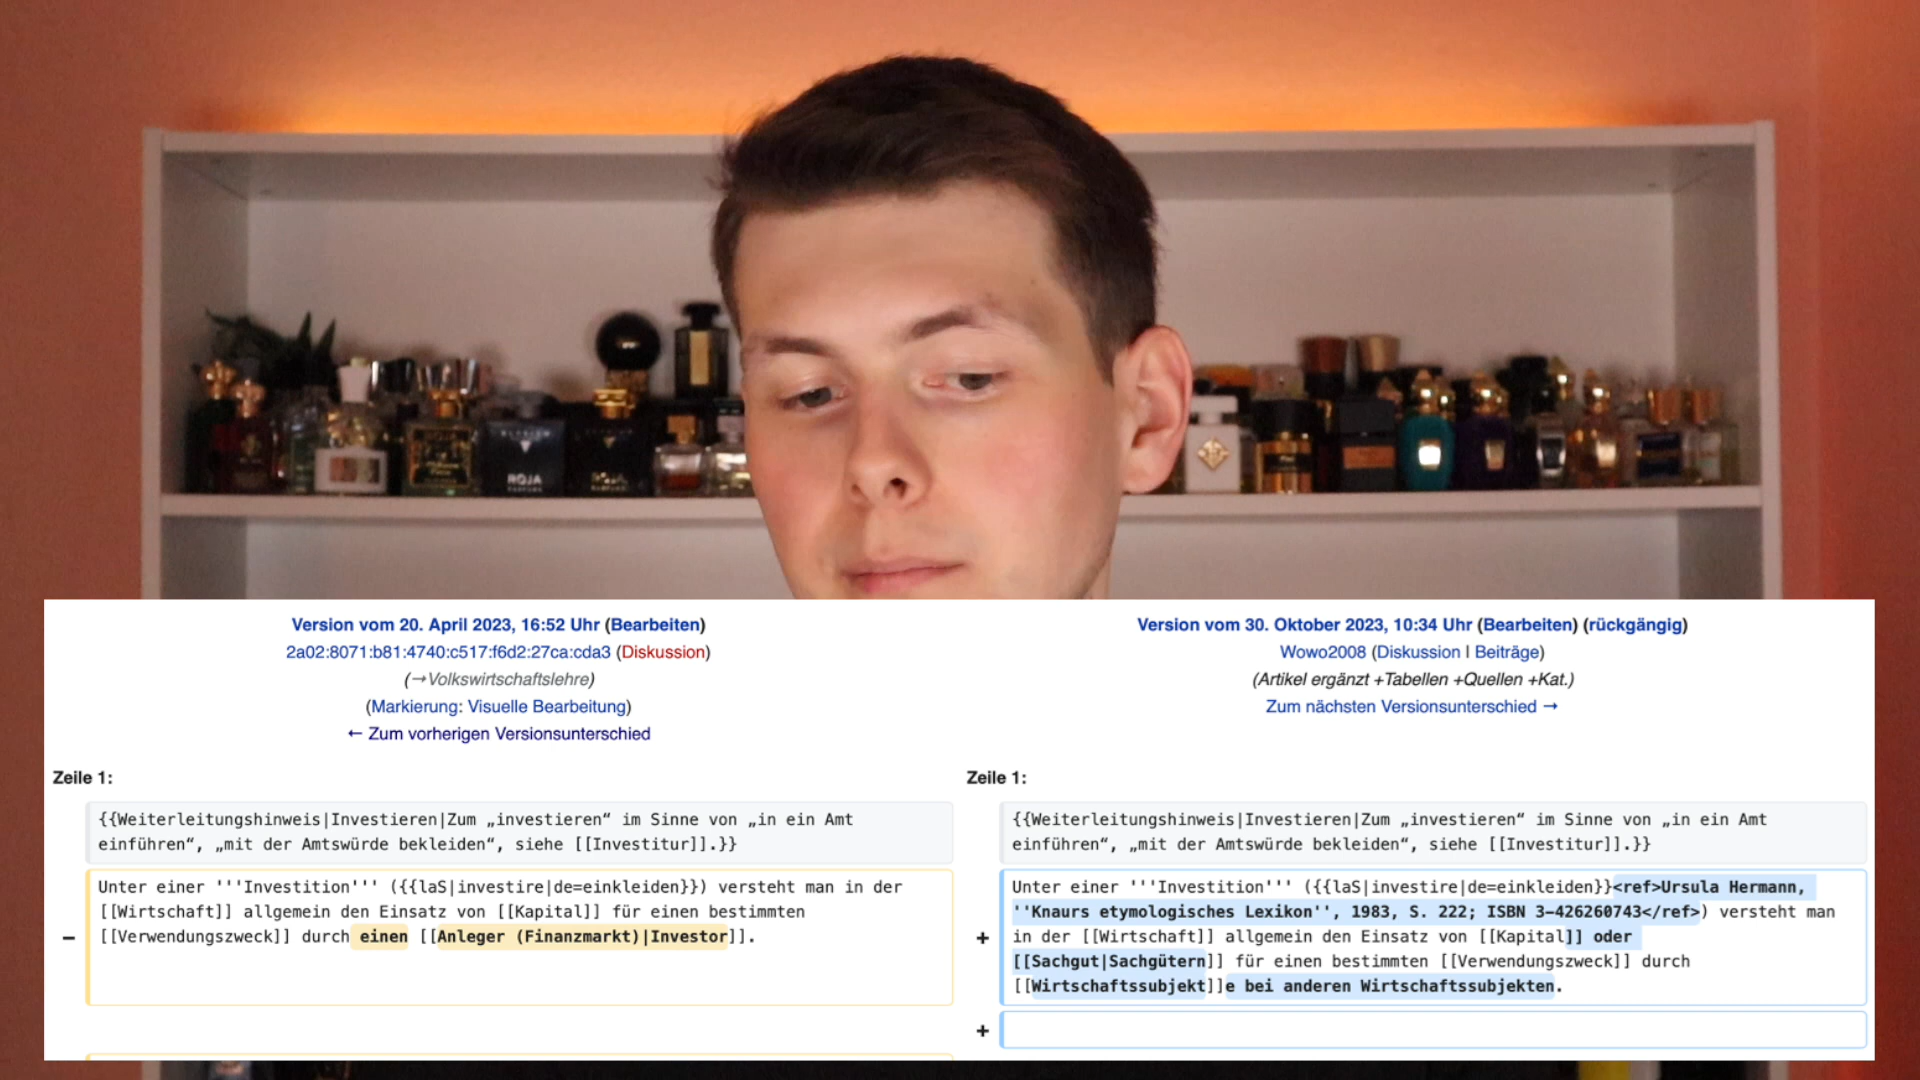 ROJA
Version vom 20. April 2023, 16:52 Uhr (Bearbeiten)
2a02:8071:b81:4740:c517:f6d2:27ca:cda3 (Diskussion)
(→Volkswirtschaftslehre)
(Markierung: Visuelle Bearbeitung)
← Zum vorherigen Versionsunterschied
Zeile 1:
{{Weiterleitungshinweis|Investieren|Zum „investieren“ im Sinne von „in ein Amt
einführen“, „mit der Amtswürde bekleiden“, siehe [[Investitur]].}}
− Unter einer '''Investition''' ({{laS|investire|de=einkleiden}}) versteht man in der
[[Wirtschaft]] allgemein den Einsatz von [[Kapital]] für einen bestimmten
[[Verwendungszweck]] durch einen [[Anleger (Finanzmarkt)|Investor]].
Version vom 30. Oktober 2023, 10:34 Uhr (Bearbeiten) (rückgängig)
Wowo2008 (Diskussion | Beiträge)
(Artikel ergänzt +Tabellen +Quellen +Kat.)
Zum nächsten Versionsunterschied →
Zeile 1:
{{Weiterleitungshinweis|Investieren|Zum „investieren“ im Sinne von „in ein Amt
einführen“, „mit der Amtswürde bekleiden“, siehe [[Investitur]].}}
+ Unter einer '''Investition''' ({{laS|investire|de=einkleiden}}<ref>Ursula Hermann,
''Knaurs etymologisches Lexikon'', 1983, S. 222; ISBN 3-426260743</ref>) versteht man
in der [[Wirtschaft]] allgemein den Einsatz von [[Kapital]] oder
[[Sachgut|Sachgütern]] für einen bestimmten [[Verwendungszweck]] durch
[[Wirtschaftssubjekt]]e bei anderen Wirtschaftssubjekten.
+